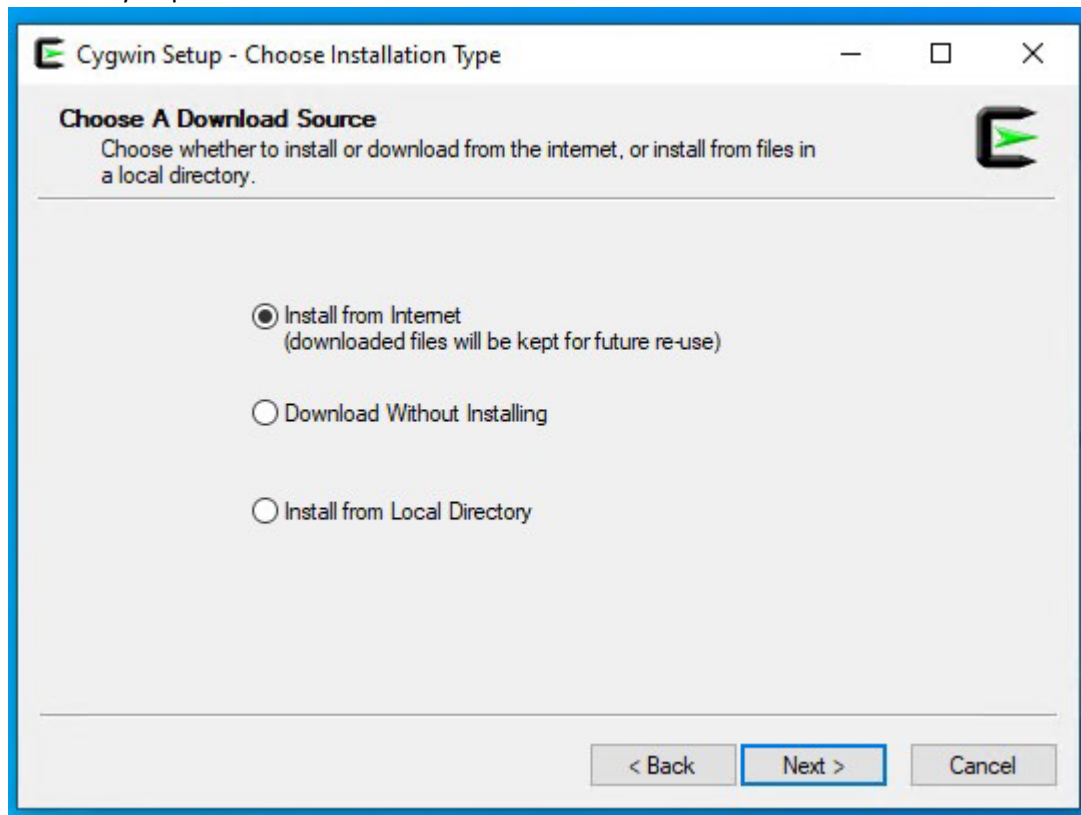 Cygwin Setup - Choose Installation Type
Choose A Download Source
Choose whether to install or download from the internet, or install from files in
a local directory.
Install from Internet
(downloaded files will be kept for future re-use)
Download Without Installing
Install from Local Directory
< Back
Next >
Cancel